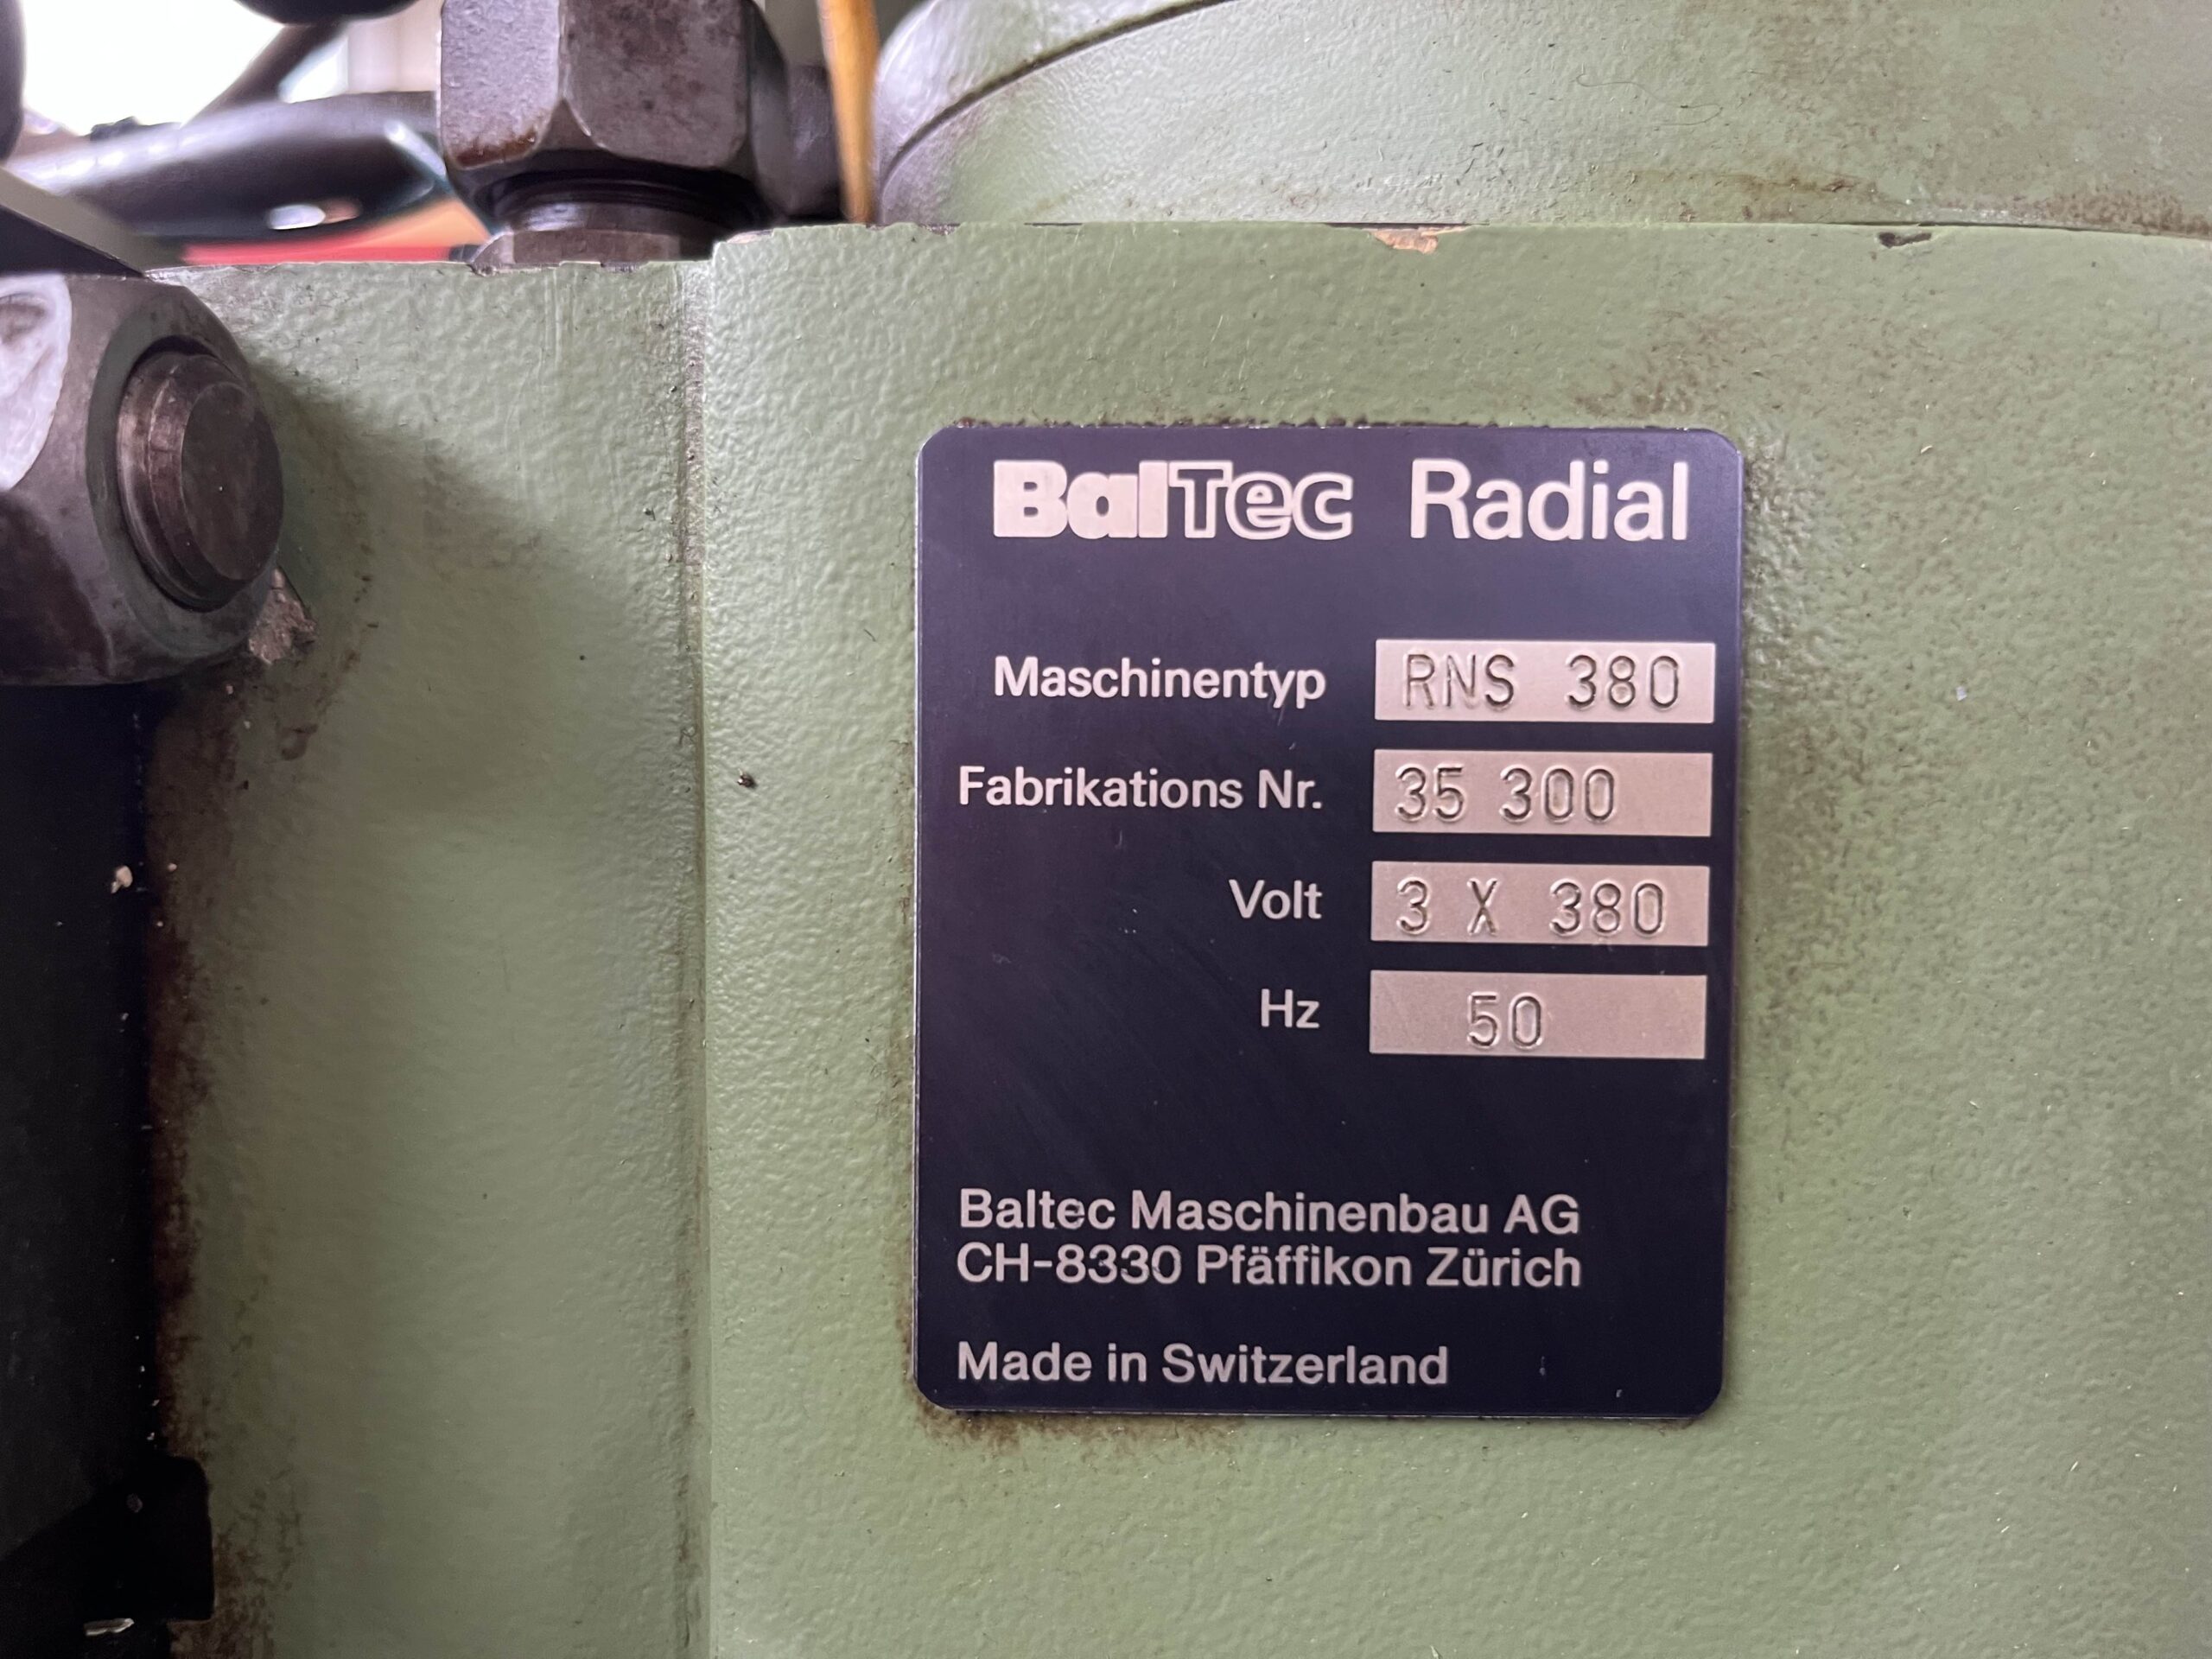 BalTec Radial
Maschinentyp RNS 380
Fabrikations Nr. 35 300
Volt 3 X 380
Hz 50
Baltec Maschinenbau AG
CH-8330 Pfäffikon Zürich
Made in Switzerland